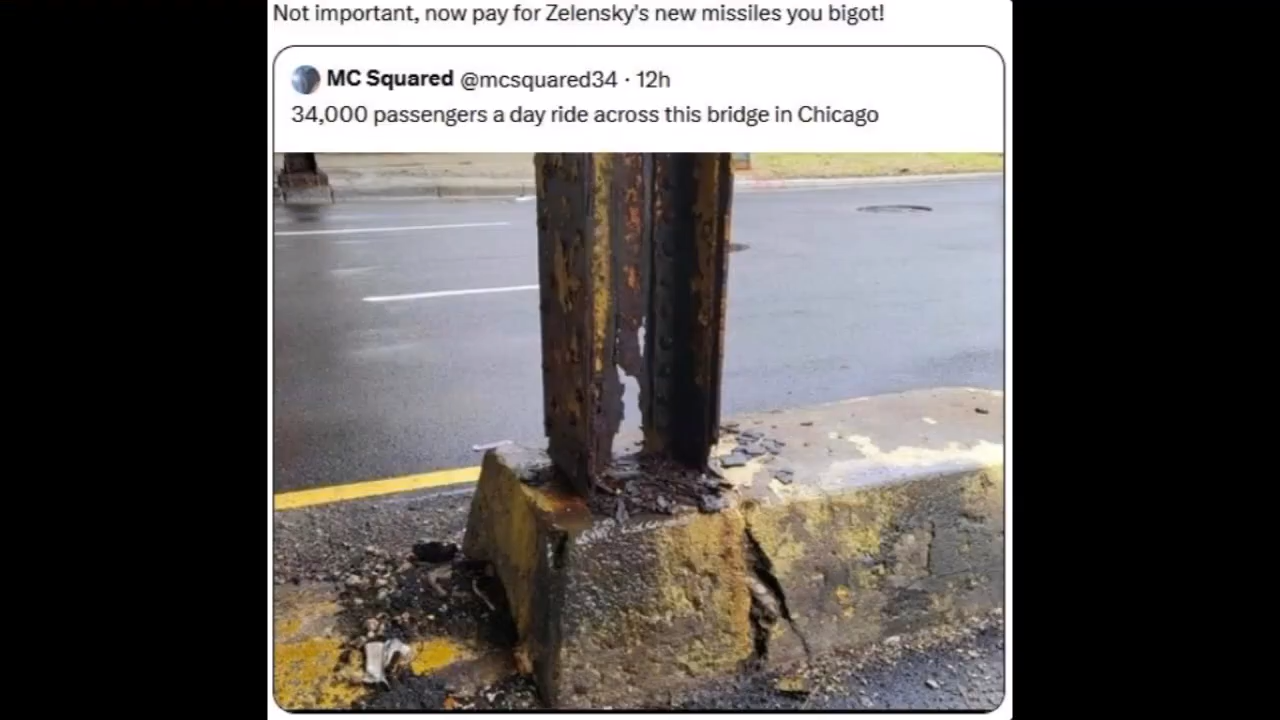 Not important, now pay for Zelensky's new missiles you bigot!
MC Squared @mcsquared34 · 12h
34,000 passengers a day ride across this bridge in Chicago